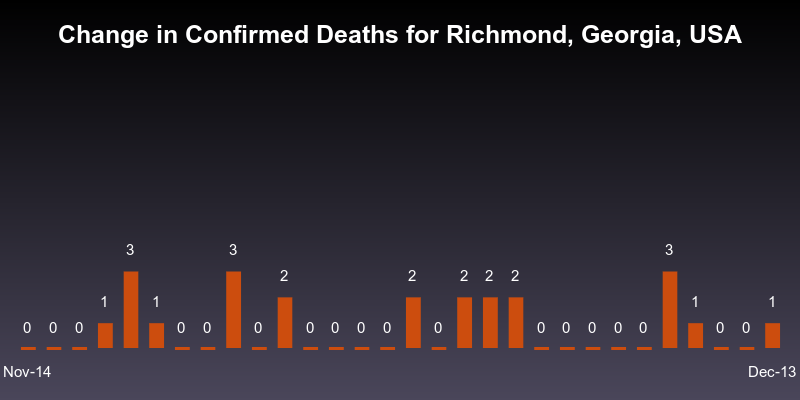 Change in Confirmed Deaths for Richmond, Georgia, USA
0 0 0 1 3 1 0 0 3 0 2 0 0 0 0 2 0 2 2 2 0 0 0 0 0 3 1 0 0 1
Nov-14 Dec-13